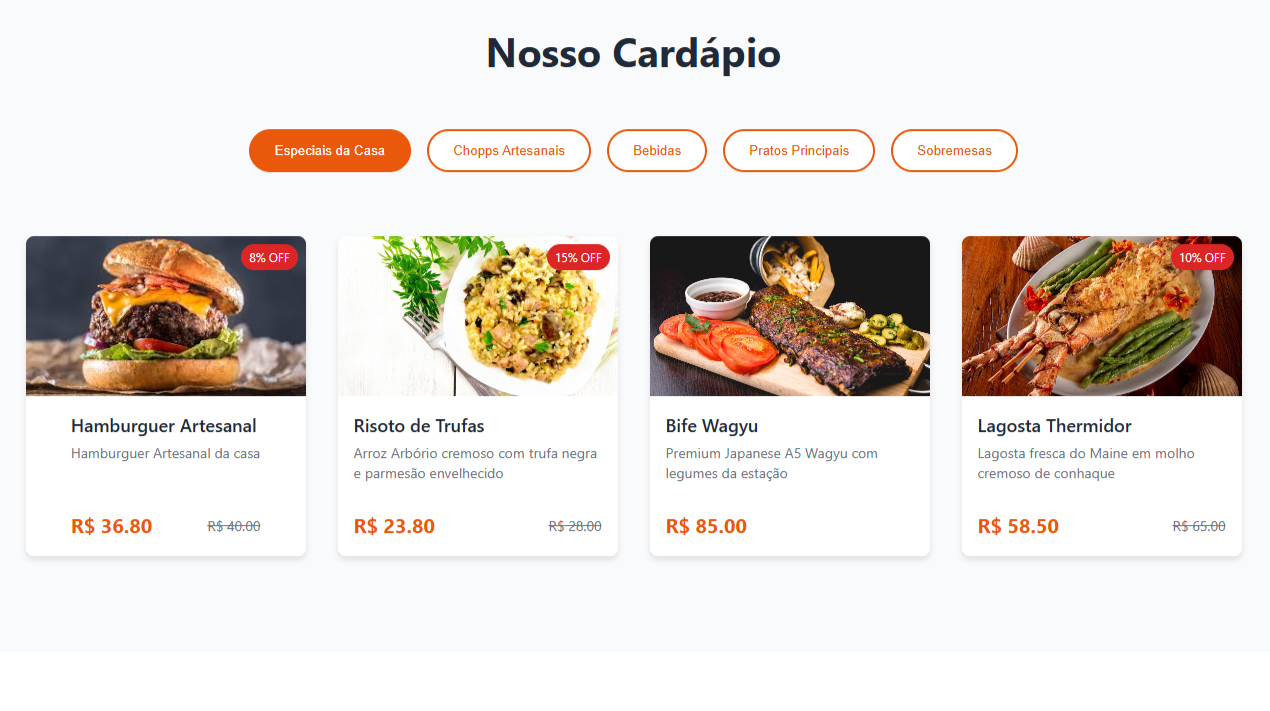 Nosso Cardápio
Especiais da Casa
Chopps Artesanais
Bebidas
Pratos Principais
Sobremesas
8% OFF
Hamburguer Artesanal
Hamburguer Artesanal da casa
R$ 36.80
R$ 40.00
15% OFF
Risoto de Trufas
Arroz Arbório cremoso com trufa negra
e parmesão envelhecido
R$ 23.80
R$ 28.00
Bife Wagyu
Premium Japanese A5 Wagyu com
legumes da estação
R$ 85.00
10% OFF
Lagosta Thermidor
Lagosta fresca do Maine em molho
cremoso de conhaque
R$ 58.50
R$ 65.00